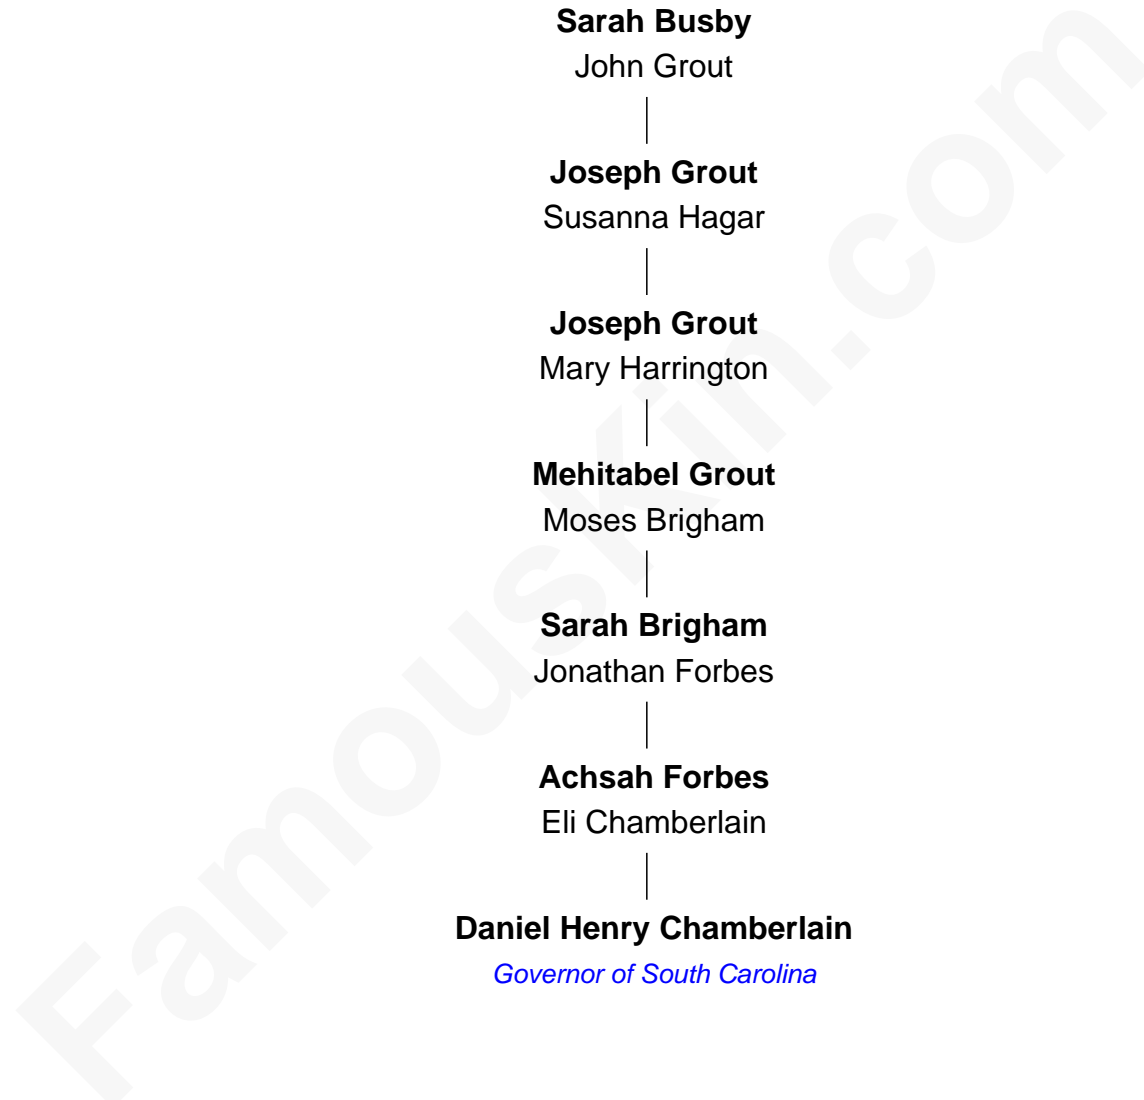 Sarah Busby
John Grout
Joseph Grout
Susanna Hagar
Joseph Grout
Mary Harrington
Mehitabel Grout
Moses Brigham
Sarah Brigham
Jonathan Forbes
Achsah Forbes
Eli Chamberlain
Daniel Henry Chamberlain
Governor of South Carolina
FamousKin.com